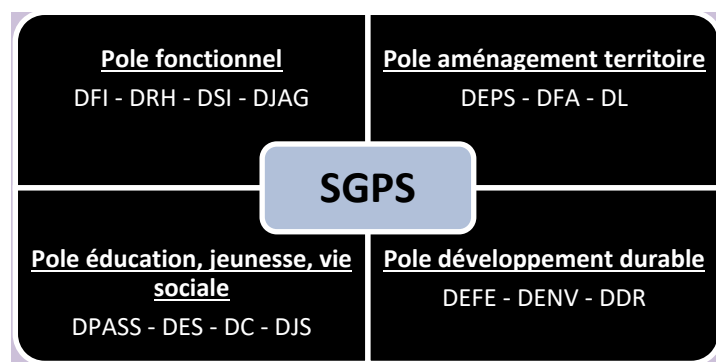 Pole fonctionnel
DFI - DRH - DSI - DJAG
Pole aménagement territoire
DEPS - DFA - DL
SGPS
Pole éducation, jeunesse, vie
sociale
DPASS - DES - DC - DJS
Pole développement durable
DEFE - DENV - DDR